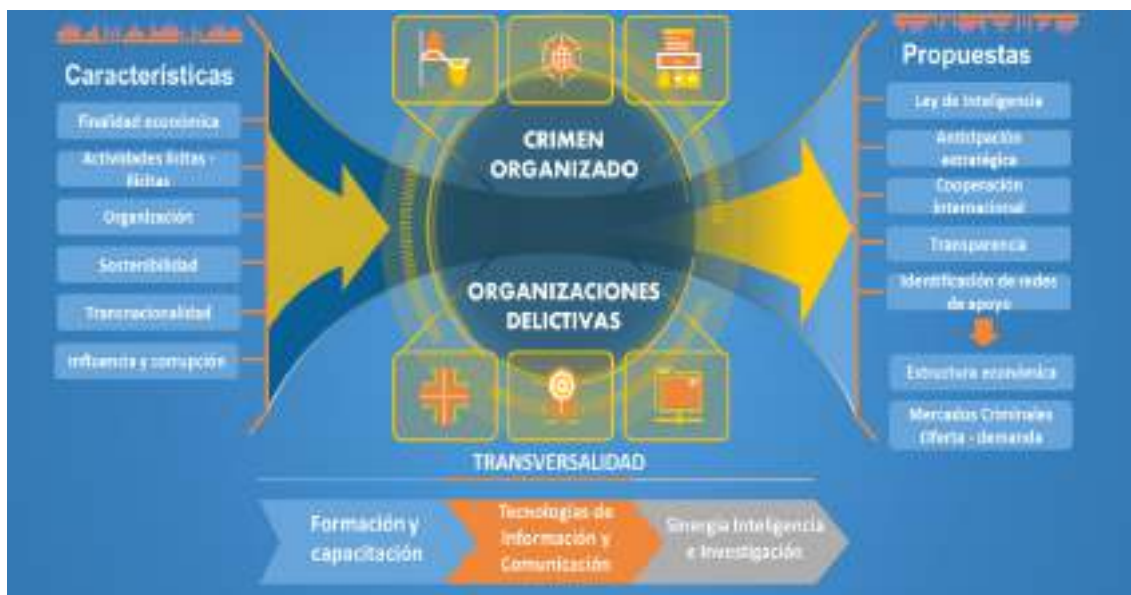 Características
Finalidad económica
Actividades lícitas -
ilícitas
Organización
Sostenibilidad
Transnacionalidad
Influencia y corrupción
CRIMEN
ORGANIZADO
ORGANIZACIONES
DELICTIVAS
Propuestas
Ley de Inteligencia
Anticipación
estratégica
Cooperación
internacional
Transparencia
Identificación de redes
de apoyo
Estructura económica
Mercados Criminales
Oferta - demanda
TRANSVERSALIDAD
Formación y
capacitación
Tecnologías de
Información y
Comunicación
Sinergia Inteligencia
e Investigación